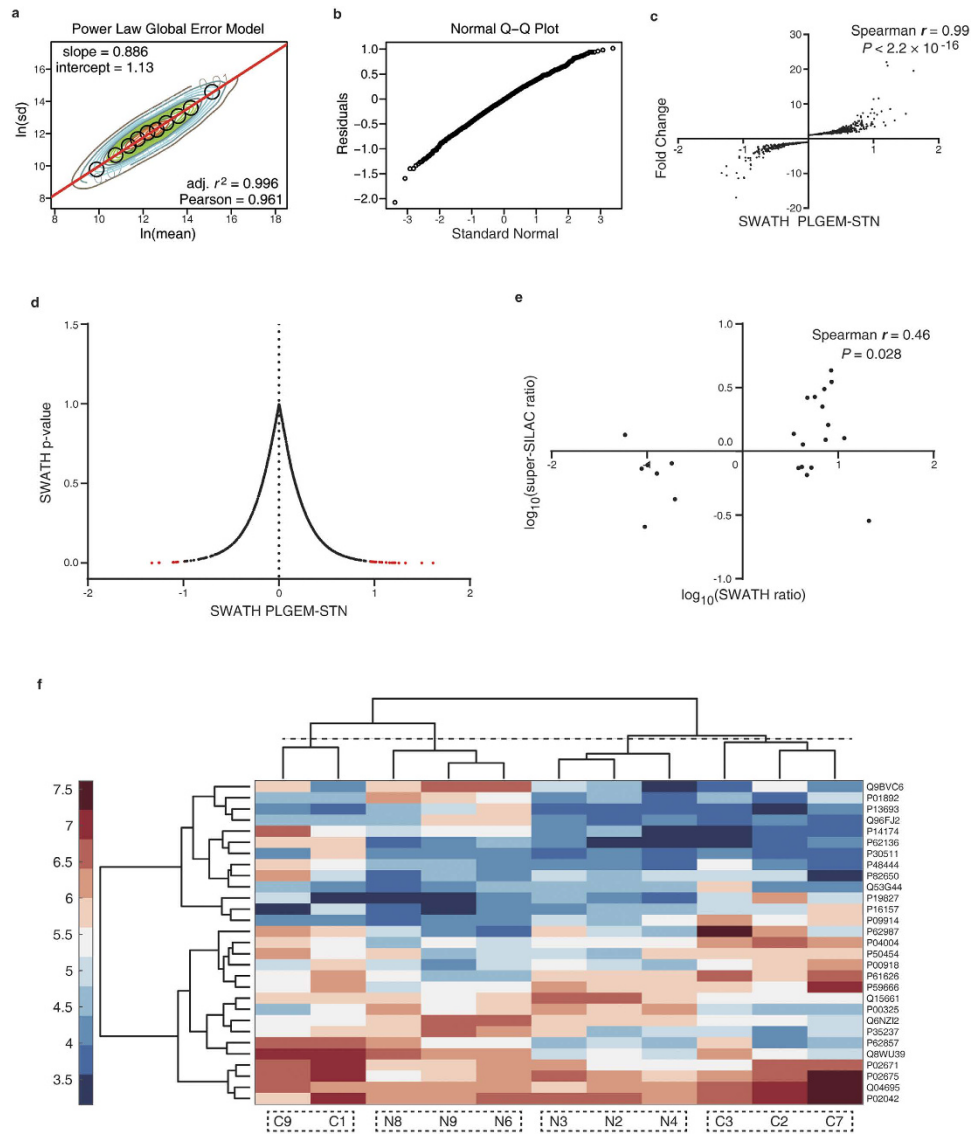 a
Power Law Global Error Model
slope = 0.886
intercept = 1.13
adj. r² = 0.996
Pearson = 0.961
ln(sd)
16
14
12
10
8
8 10 12 14 16 18
ln(mean)
b
Normal Q–Q Plot
Residuals
1.0
0.5
0
-0.5
-1.0
-1.5
-2.0
-3 -2 -1 0 1 2 3
Standard Normal
c
Spearman r = 0.99
P < 2.2 × 10⁻¹⁶
Fold Change
30
20
10
-2 -1 1 2
-10
-20
SWATH PLGEM-STN
d
SWATH p-value
1.5
1.0
0.5
0.0
-2 -1 0 1 2
SWATH PLGEM-STN
e
Spearman r = 0.46
P = 0.028
log₁₀(super-SILAC ratio)
1.0
0.5
0.0
-2 -1 0 1 2
-0.5
-1.0
log₁₀(SWATH ratio)
f
7.5
7
6.5
6
5.5
5
4.5
4
3.5
Q9BVC6
P01892
P13693
Q96FJ2
P14174
P62136
P30511
P48444
P82650
Q53G44
P19827
P16157
P09914
P62987
P04004
P50454
P00918
P61626
P59666
Q15661
P00325
Q6NZI2
P35237
P62857
Q8WU39
P02671
P02675
Q04695
P02042
C9 C1 N8 N9 N6 N3 N2 N4 C3 C2 C7